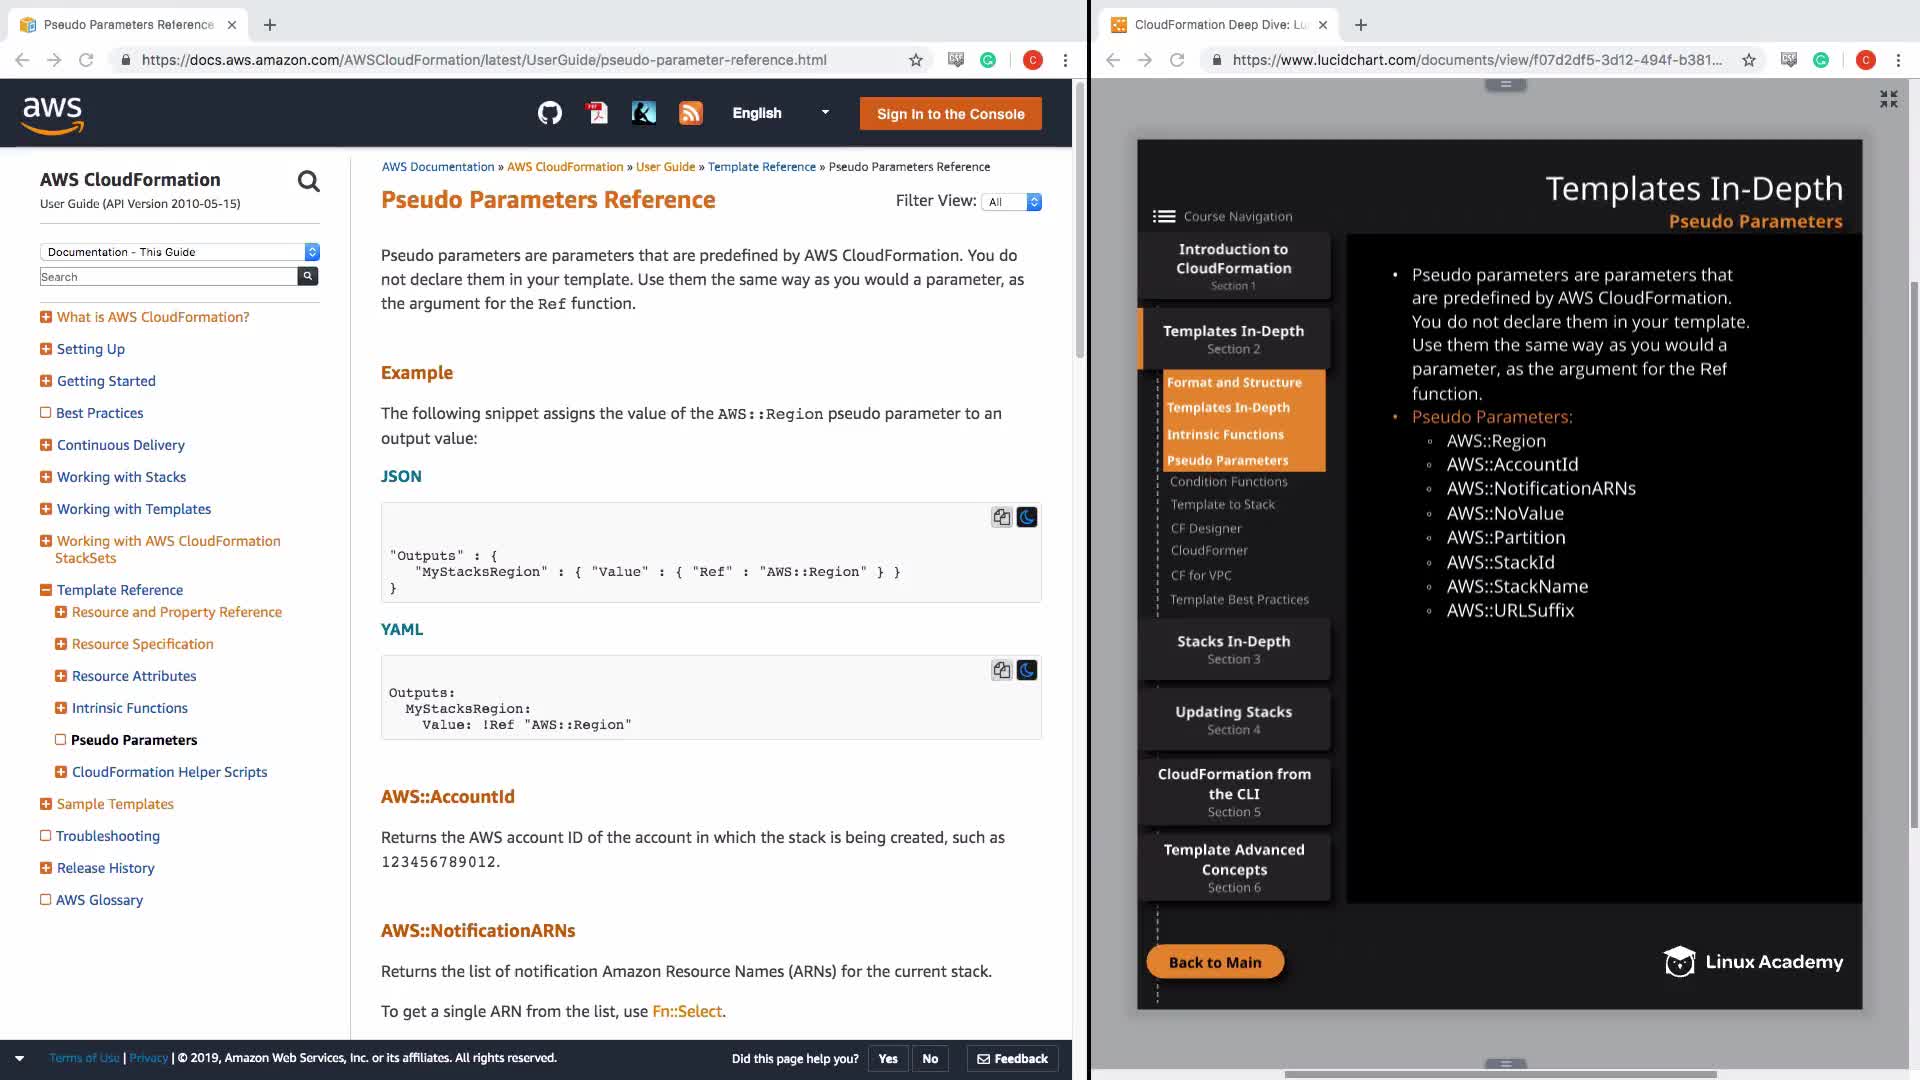 Pseudo Parameters Reference
https://docs.aws.amazon.com/AWSCloudFormation/latest/UserGuide/pseudo-parameter-reference.html
C
aws
English
Sign In to the Console
AWS CloudFormation
User Guide (API Version 2010-05-15)
Documentation - This Guide
Search
What is AWS CloudFormation?
Setting Up
Getting Started
Best Practices
Continuous Delivery
Working with Stacks
Working with Templates
Working with AWS CloudFormation
StackSets
Template Reference
Resource and Property Reference
Resource Specification
Resource Attributes
Intrinsic Functions
Pseudo Parameters
CloudFormation Helper Scripts
Sample Templates
Troubleshooting
Release History
AWS Glossary
AWS Documentation » AWS CloudFormation » User Guide » Template Reference » Pseudo Parameters Reference
Pseudo Parameters Reference
Filter View: All
Pseudo parameters are parameters that are predefined by AWS CloudFormation. You do
not declare them in your template. Use them the same way as you would a parameter, as
the argument for the Ref function.
Example
The following snippet assigns the value of the AWS::Region pseudo parameter to an
output value:
JSON
"Outputs" : {
"MyStacksRegion" : { "Value" : { "Ref" : "AWS::Region" } }
}
YAML
Outputs:
MyStacksRegion:
Value: !Ref "AWS::Region"
AWS::AccountId
Returns the AWS account ID of the account in which the stack is being created, such as
123456789012.
AWS::NotificationARNs
Returns the list of notification Amazon Resource Names (ARNs) for the current stack.
To get a single ARN from the list, use Fn::Select.
Terms of Use | Privacy | © 2019, Amazon Web Services, Inc. or its affiliates. All rights reserved.
Did this page help you? Yes No Feedback
CloudFormation Deep Dive: Lu
https://www.lucidchart.com/documents/view/f07d2df5-3d12-494f-b381...
C
Templates In-Depth
Pseudo Parameters
Course Navigation
Introduction to
CloudFormation
Section 1
Templates In-Depth
Section 2
Format and Structure
Templates In-Depth
Intrinsic Functions
Pseudo Parameters
Condition Functions
Template to Stack
CF Designer
CloudFormer
CF for VPC
Template Best Practices
Stacks In-Depth
Section 3
Updating Stacks
Section 4
CloudFormation from
the CLI
Section 5
Template Advanced
Concepts
Section 6
Back to Main
• Pseudo parameters are parameters that
are predefined by AWS CloudFormation.
You do not declare them in your template.
Use them the same way as you would a
parameter, as the argument for the Ref
function.
• Pseudo Parameters:
◦ AWS::Region
◦ AWS::AccountId
◦ AWS::NotificationARNs
◦ AWS::NoValue
◦ AWS::Partition
◦ AWS::StackId
◦ AWS::StackName
◦ AWS::URLSuffix
Linux Academy